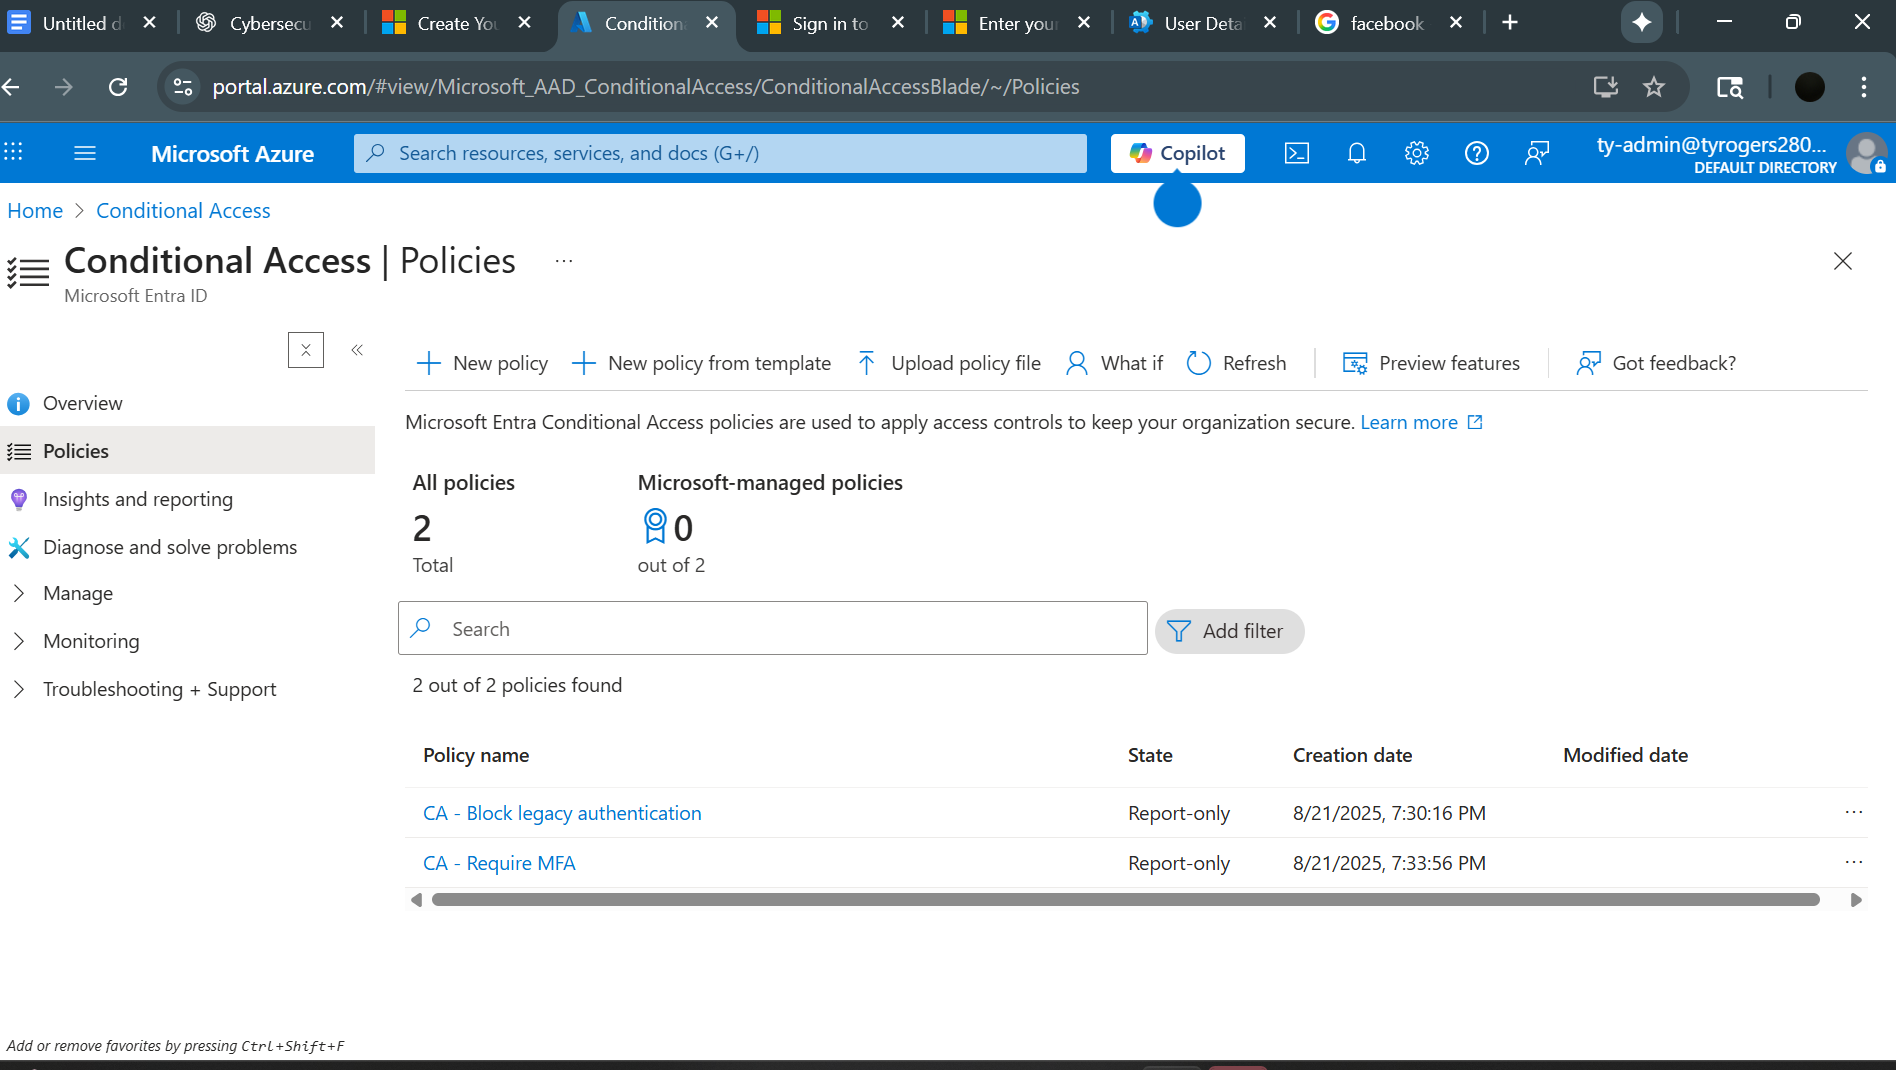 Untitled d
Cybersecu
Create You
Conditiona
Sign in to
Enter your
User Deta
facebook
portal.azure.com/#view/Microsoft_AAD_ConditionalAccess/ConditionalAccessBlade/~/Policies
Microsoft Azure
Search resources, services, and docs (G+/)
Copilot
ty-admin@tyrogers280...
DEFAULT DIRECTORY
Home > Conditional Access
Conditional Access | Policies ...
Microsoft Entra ID
New policy
New policy from template
Upload policy file
What if
Refresh
Preview features
Got feedback?
Overview
Policies
Insights and reporting
Diagnose and solve problems
Manage
Monitoring
Troubleshooting + Support
Microsoft Entra Conditional Access policies are used to apply access controls to keep your organization secure. Learn more
All policies
2
Total
Microsoft-managed policies
0
out of 2
Search
Add filter
2 out of 2 policies found
Policy name State Creation date Modified date
CA - Block legacy authentication Report-only 8/21/2025, 7:30:16 PM ...
CA - Require MFA Report-only 8/21/2025, 7:33:56 PM ...
Add or remove favorites by pressing Ctrl+Shift+F